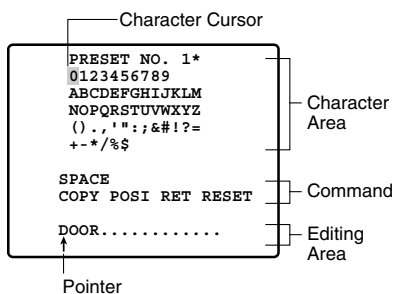 Character Cursor
PRESET NO. 1*
0123456789
ABCDEFGHIJKLM
NOPQRSTUVWXYZ
().,'":;&#!?=
+-*/%$
Character
Area
SPACE
COPY POSI RET RESET
Command
DOOR............
Editing
Area
Pointer